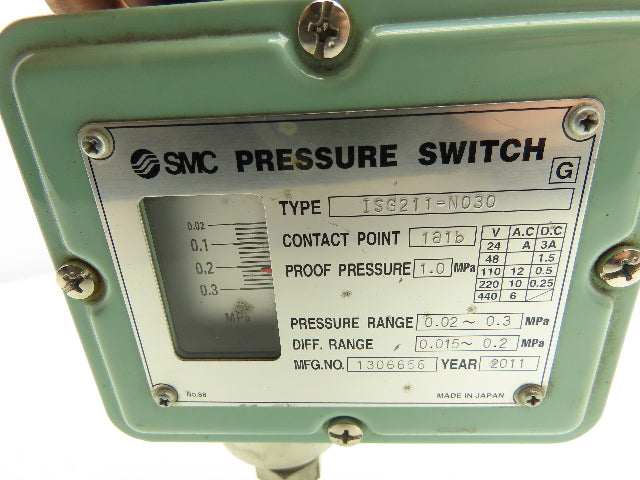 SMC PRESSURE SWITCH
G
TYPE ISG211-N030
CONTACT POINT 1a1b
PROOF PRESSURE 1.0 MPa
V A.C D.C
24 A 3A
48 1.5
110 12 0.5
220 10 0.25
440 6
0.02
0.1
0.2
0.3
MPa
PRESSURE RANGE 0.02~0.3 MPa
DIFF. RANGE 0.015~0.2 MPa
MFG.NO. 1306656 YEAR 2011
MADE IN JAPAN